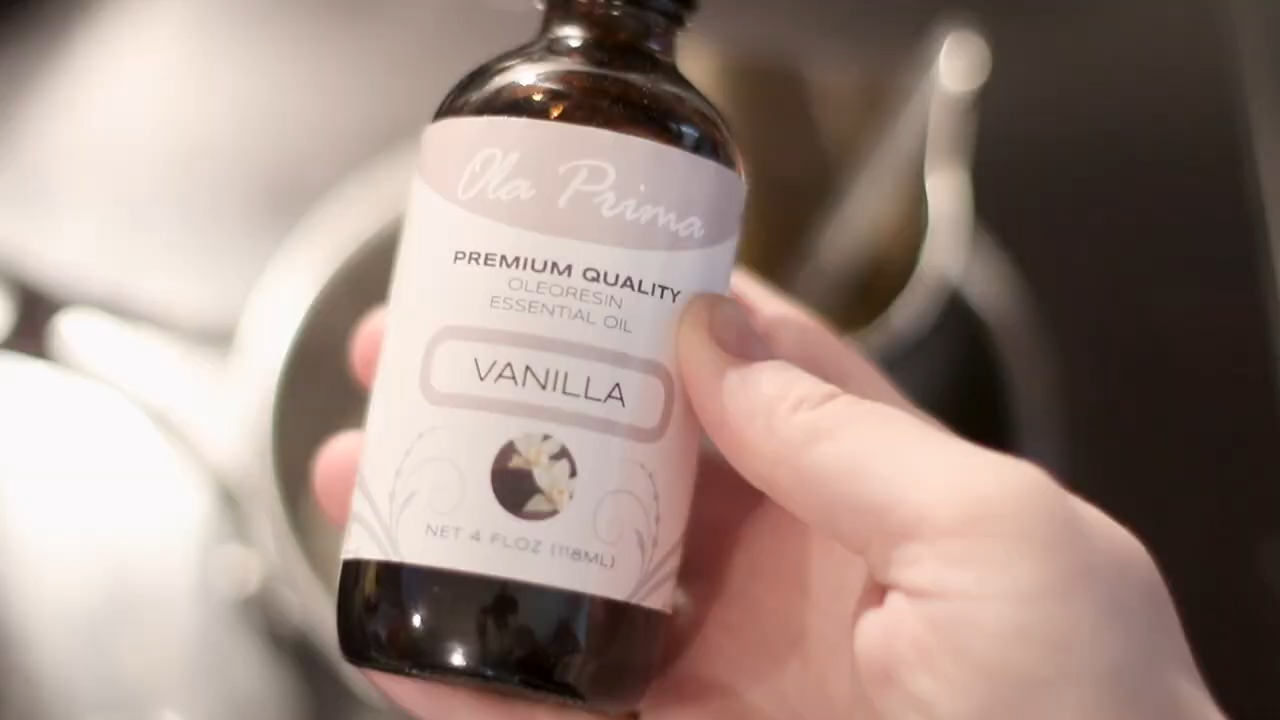 Ola Prima
PREMIUM QUALITY
OLEORESIN
ESSENTIAL OIL
VANILLA
NET 4 FLOZ (118ML)